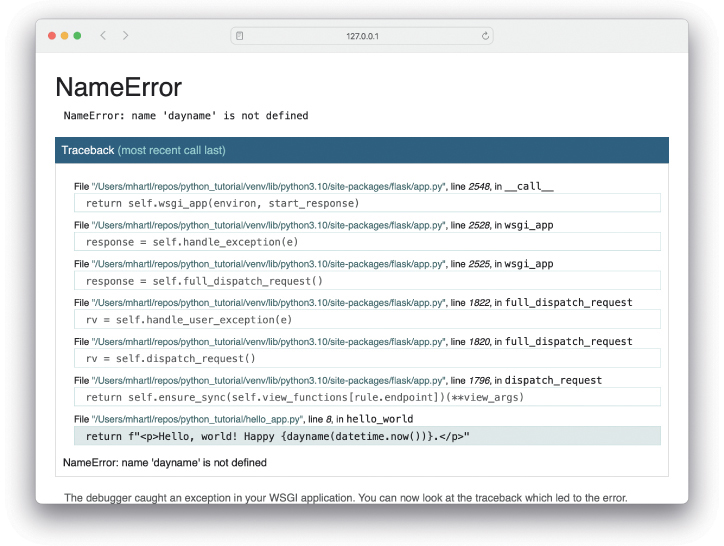 127.0.0.1
NameError
NameError: name 'dayname' is not defined
Traceback (most recent call last)
File "/Users/mhartl/repos/python_tutorial/venv/lib/python3.10/site-packages/flask/app.py", line 2548, in __call__
return self.wsgi_app(environ, start_response)
File "/Users/mhartl/repos/python_tutorial/venv/lib/python3.10/site-packages/flask/app.py", line 2528, in wsgi_app
response = self.handle_exception(e)
File "/Users/mhartl/repos/python_tutorial/venv/lib/python3.10/site-packages/flask/app.py", line 2525, in wsgi_app
response = self.full_dispatch_request()
File "/Users/mhartl/repos/python_tutorial/venv/lib/python3.10/site-packages/flask/app.py", line 1822, in full_dispatch_request
rv = self.handle_user_exception(e)
File "/Users/mhartl/repos/python_tutorial/venv/lib/python3.10/site-packages/flask/app.py", line 1820, in full_dispatch_request
rv = self.dispatch_request()
File "/Users/mhartl/repos/python_tutorial/venv/lib/python3.10/site-packages/flask/app.py", line 1796, in dispatch_request
return self.ensure_sync(self.view_functions[rule.endpoint])(**view_args)
File "/Users/mhartl/repos/python_tutorial/hello_app.py", line 8, in hello_world
return f"<p>Hello, world! Happy {dayname(datetime.now())}.</p>"
NameError: name 'dayname' is not defined
The debugger caught an exception in your WSGI application. You can now look at the traceback which led to the error.